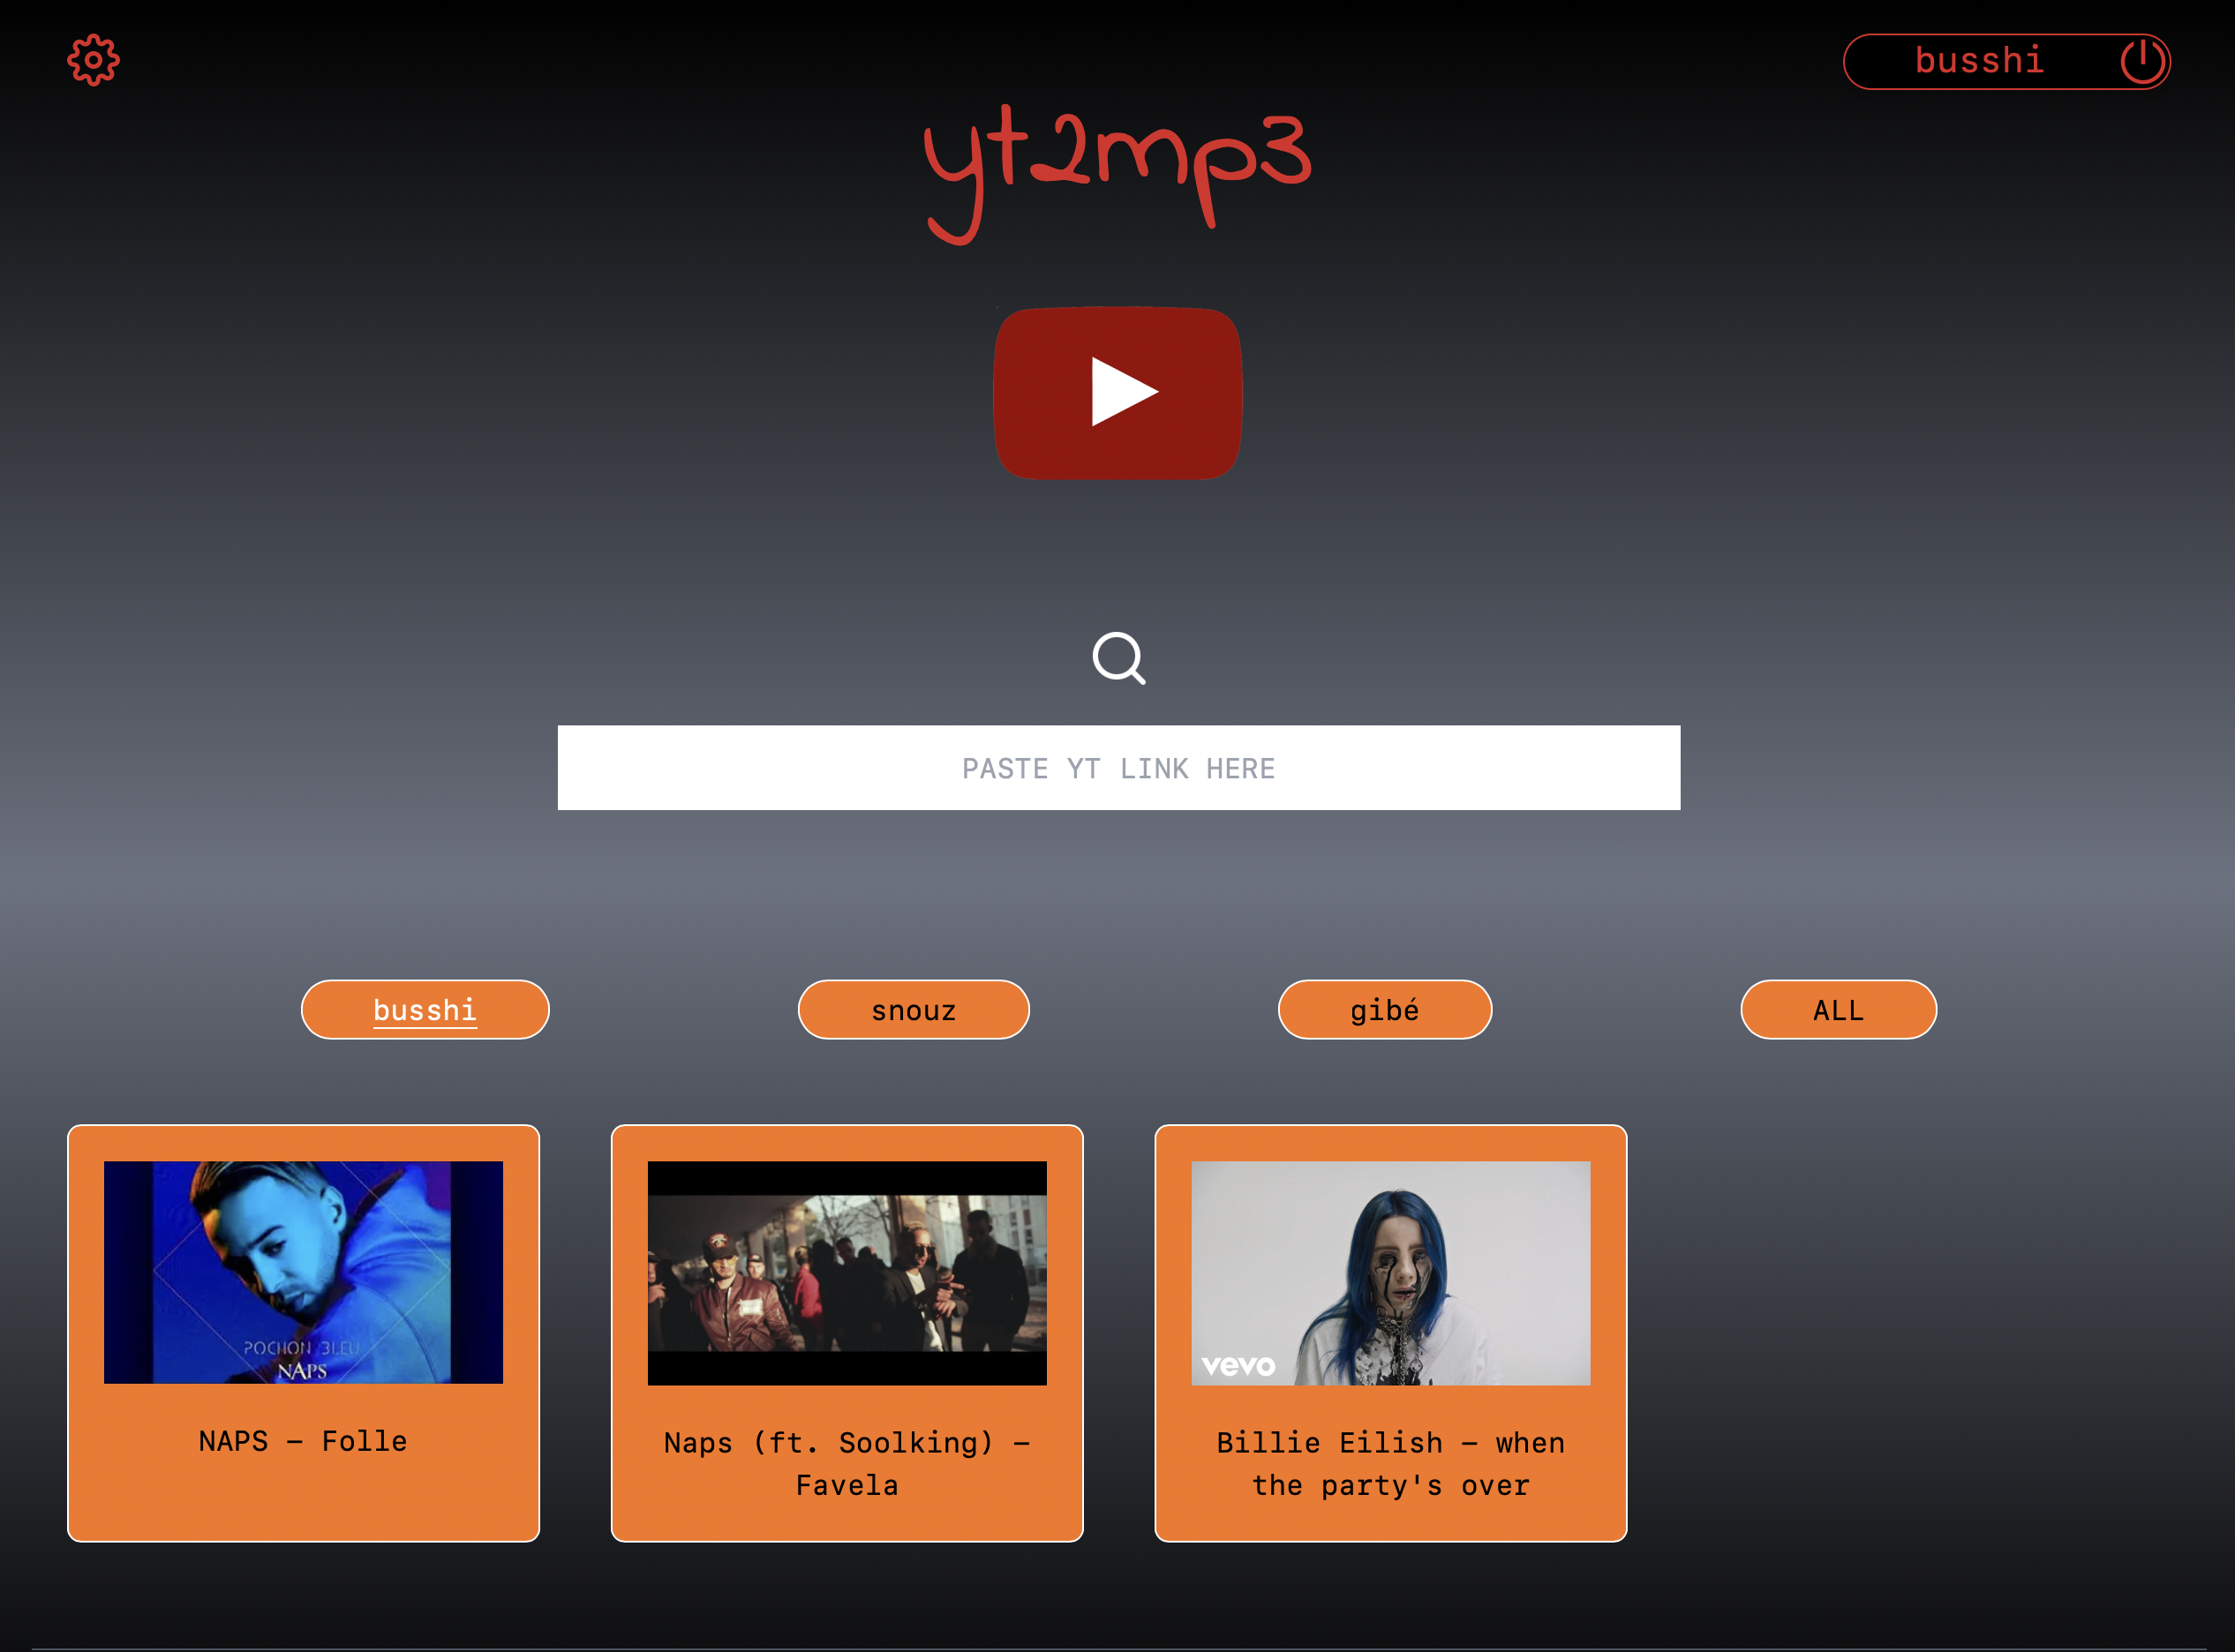 busshi
yt2mp3
PASTE YT LINK HERE
busshi
snouz
gibé
ALL
POCHON BLEU
NAPS
vevo
NAPS – Folle
Naps (ft. Soolking) –
Favela
Billie Eilish – when
the party's over